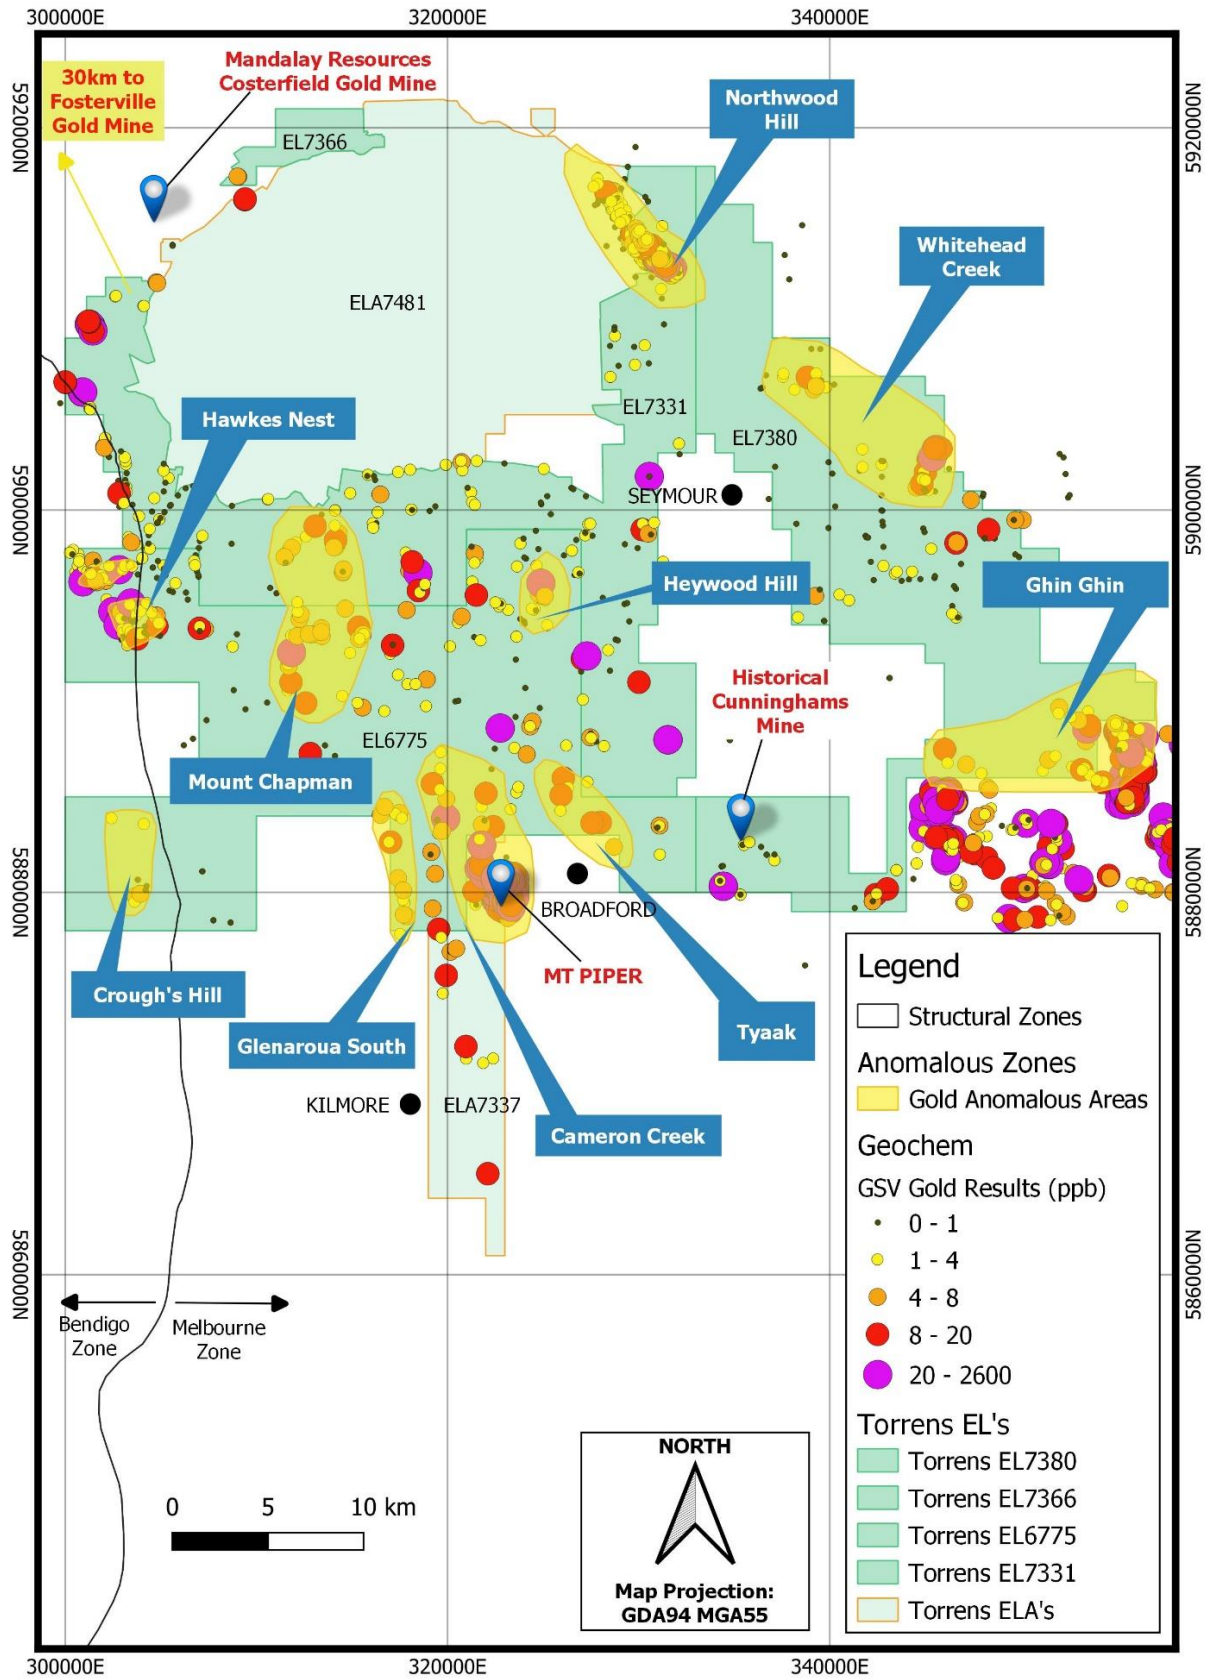 300000E
320000E
340000E
Mandalay Resources
Costerfield Gold Mine
30km to
Fosterville
Gold Mine
5920000N
5920000N
EL7366
Northwood
Hill
Whitehead
Creek
ELA7481
EL7331
EL7380
Hawkes Nest
SEYMOUR
5900000N
5900000N
Heywood Hill
Ghin Ghin
Historical
Cunninghams
Mine
EL6775
Mount Chapman
5880000N
5880000N
BROADFORD
MT PIPER
Crough's Hill
Glenaroua South
Tyaak
KILMORE
ELA7337
Cameron Creek
5860000N
5860000N
Bendigo
Zone
Melbourne
Zone
Legend
Structural Zones
Anomalous Zones
Gold Anomalous Areas
Geochem
GSV Gold Results (ppb)
0 - 1
1 - 4
4 - 8
8 - 20
20 - 2600
Torrens EL's
Torrens EL7380
Torrens EL7366
Torrens EL6775
Torrens EL7331
Torrens ELA's
0 5 10 km
NORTH
Map Projection:
GDA94 MGA55
300000E
320000E
340000E